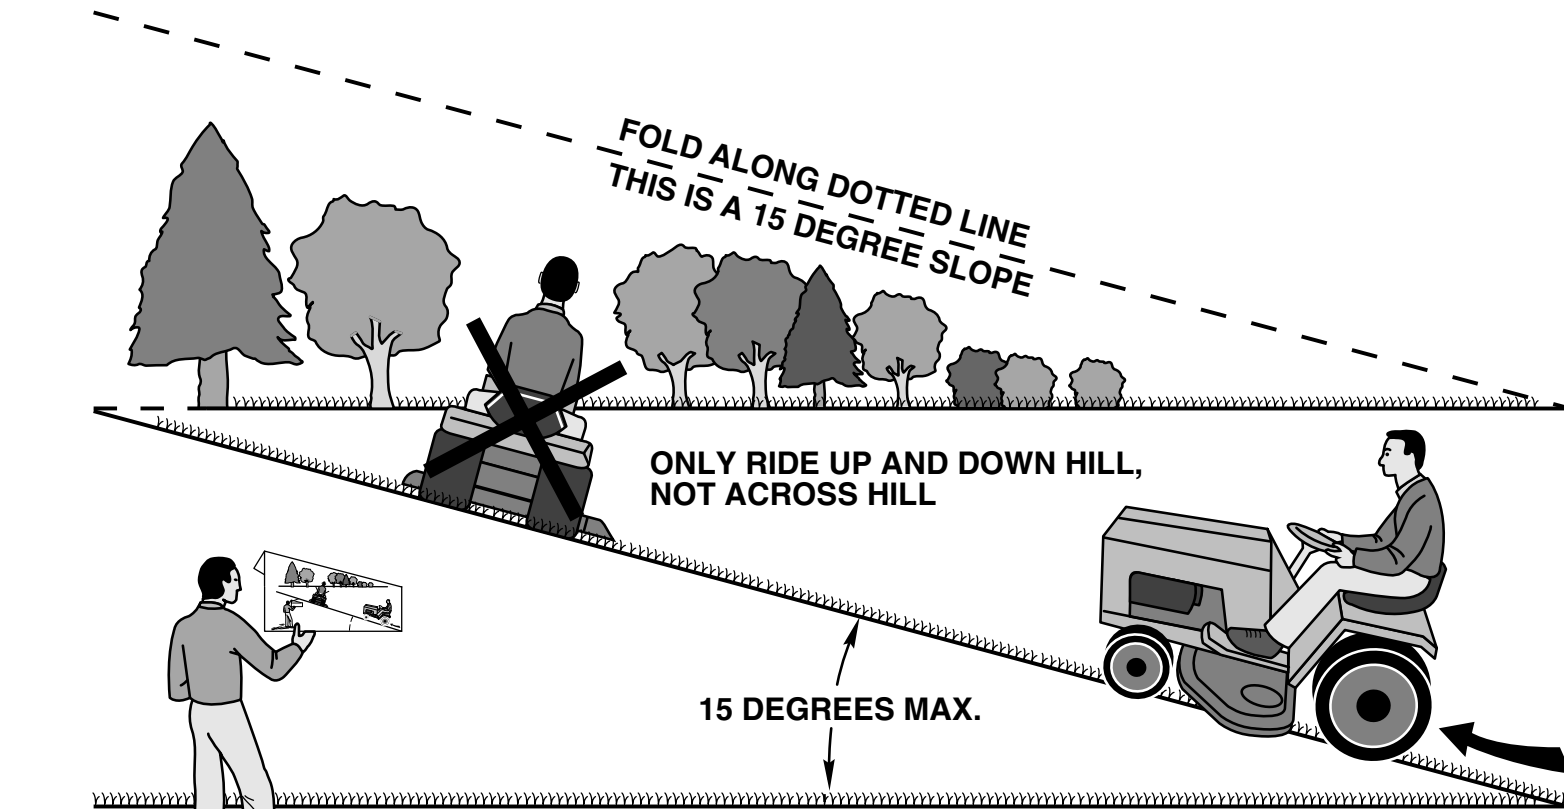 FOLD ALONG DOTTED LINE
THIS IS A 15 DEGREE SLOPE
ONLY RIDE UP AND DOWN HILL,
NOT ACROSS HILL
15 DEGREES MAX.